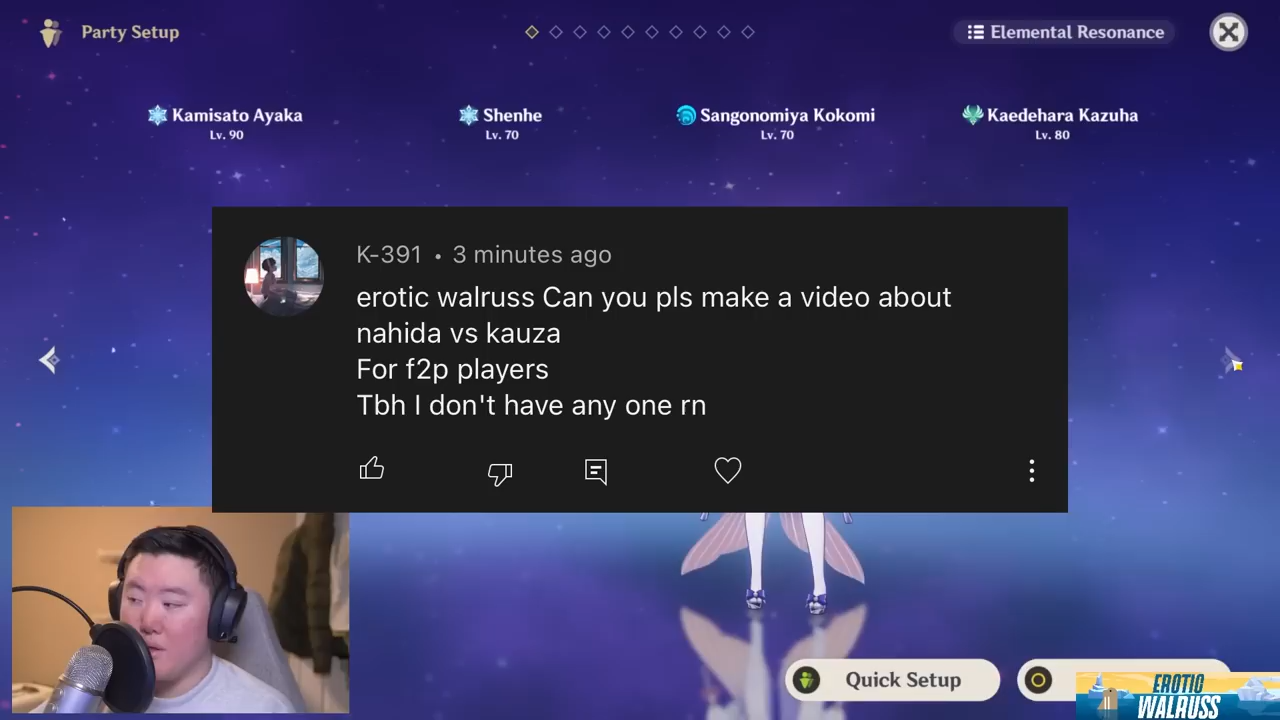 Party Setup
Elemental Resonance
Kamisato Ayaka
Lv. 90
Shenhe
Lv. 70
Sangonomiya Kokomi
Lv. 70
Kaedehara Kazuha
Lv. 80
K-391 • 3 minutes ago
erotic walruss Can you pls make a video about
nahida vs kauza
For f2p players
Tbh I don't have any one rn
Quick Setup
EROTIC
WALRUSS